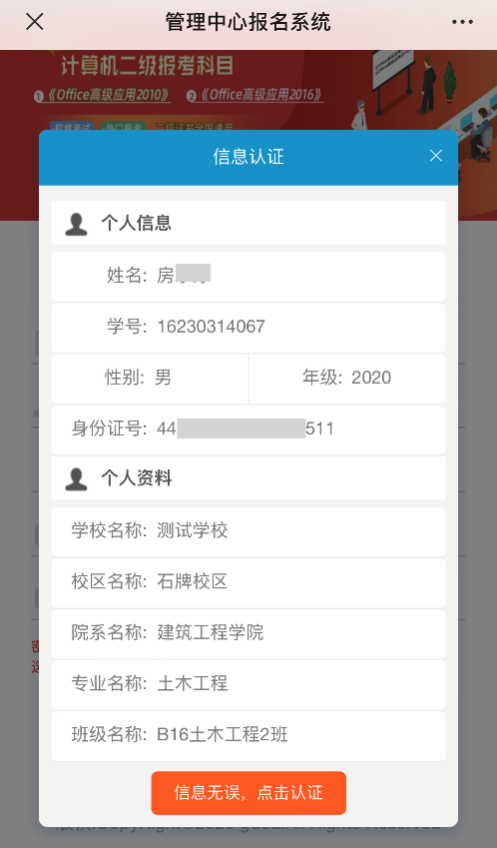 管理中心报名系统
计算机二级报考科目
1《Office高级应用2010》 2《Office高级应用2016》
信息认证
个人信息
姓名: 房
学号: 16230314067
性别: 男 年级: 2020
身份证号: 44 511
个人资料
学校名称: 测试学校
校区名称: 石牌校区
院系名称: 建筑工程学院
专业名称: 土木工程
班级名称: B16土木工程2班
信息无误，点击认证